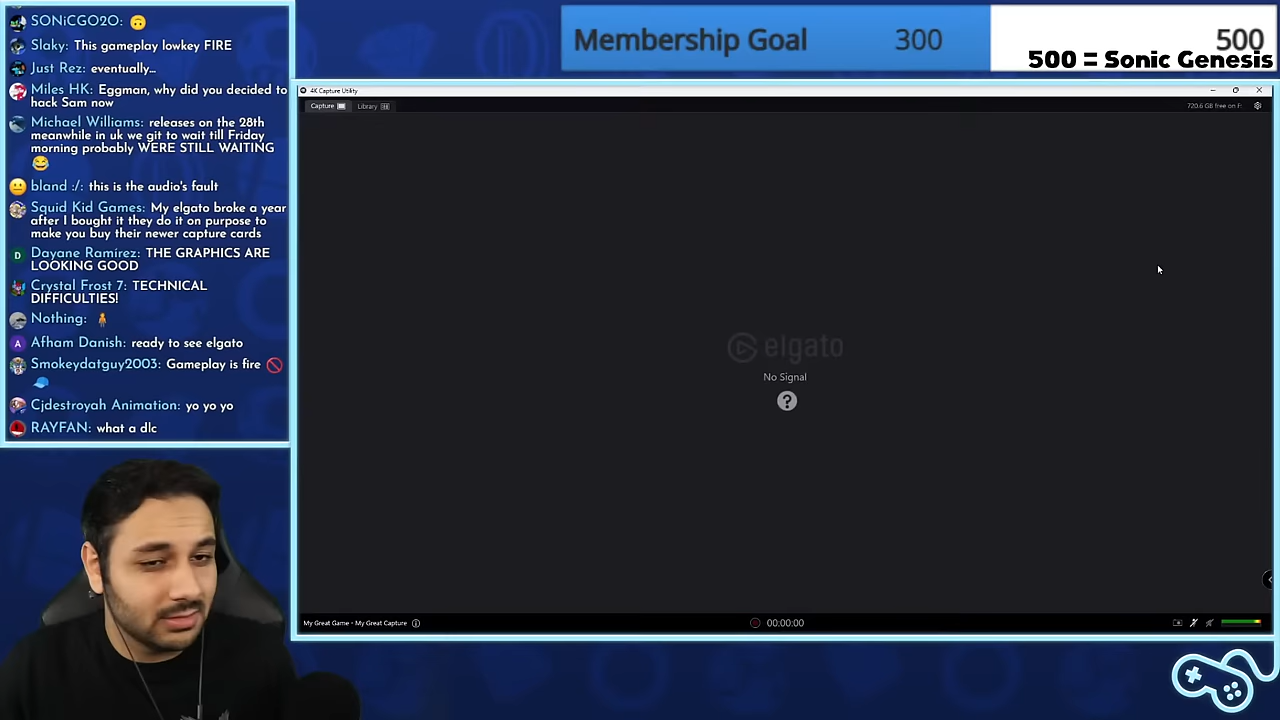 SONiCGO2O: 🙃
Slaky: This gameplay lowkey FIRE
Just Rez: eventually...
Miles HK: Eggman, why did you decided to
hack Sam now
Michael Williams: releases on the 28th
meanwhile in uk we git to wait till Friday
morning probably WERE STILL WAITING
😂
bland :/: this is the audio's fault
Squid Kid Games: My elgato broke a year
after I bought it they do it on purpose to
make you buy their newer capture cards
D Dayane Ramírez: THE GRAPHICS ARE
LOOKING GOOD
Crystal Frost 7: TECHNICAL
DIFFICULTIES!
Nothing: 🧍
A Afham Danish: ready to see elgato
Smokeydatguy2003: Gameplay is fire 🚫
🧢
Cjdestroyah Animation: yo yo yo
RAYFAN: what a dlc
Membership Goal 300 500
500 = Sonic Genesis
4K Capture Utility
Capture Library
720.6 GB free on F:
elgato
No Signal
?
My Great Game - My Great Capture
00:00:00